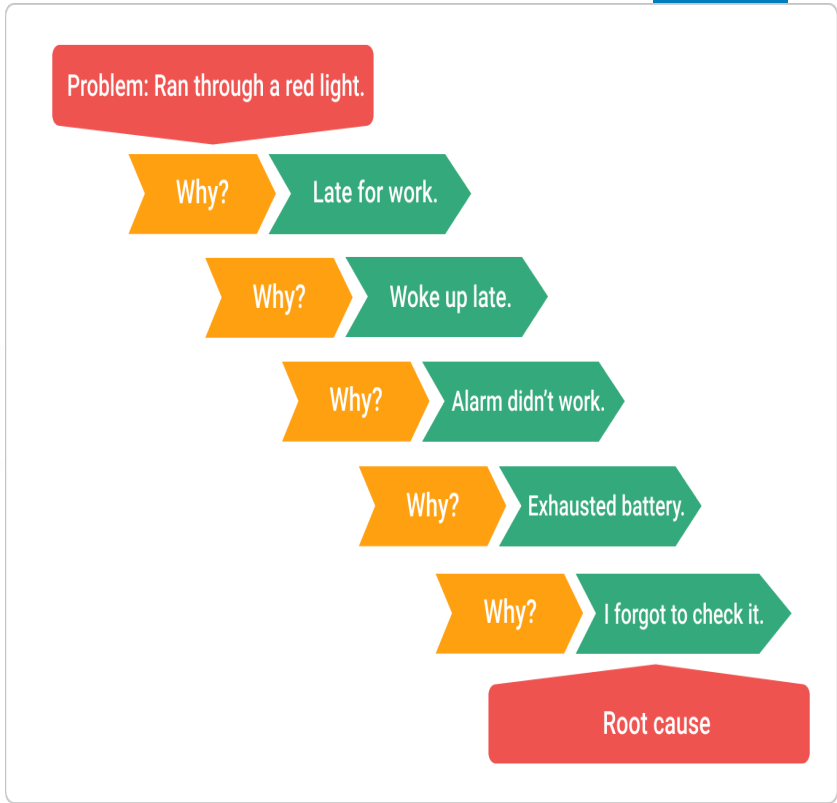 Problem: Ran through a red light.
Why? Late for work.
Why? Woke up late.
Why? Alarm didn’t work.
Why? Exhausted battery.
Why? I forgot to check it.
Root cause